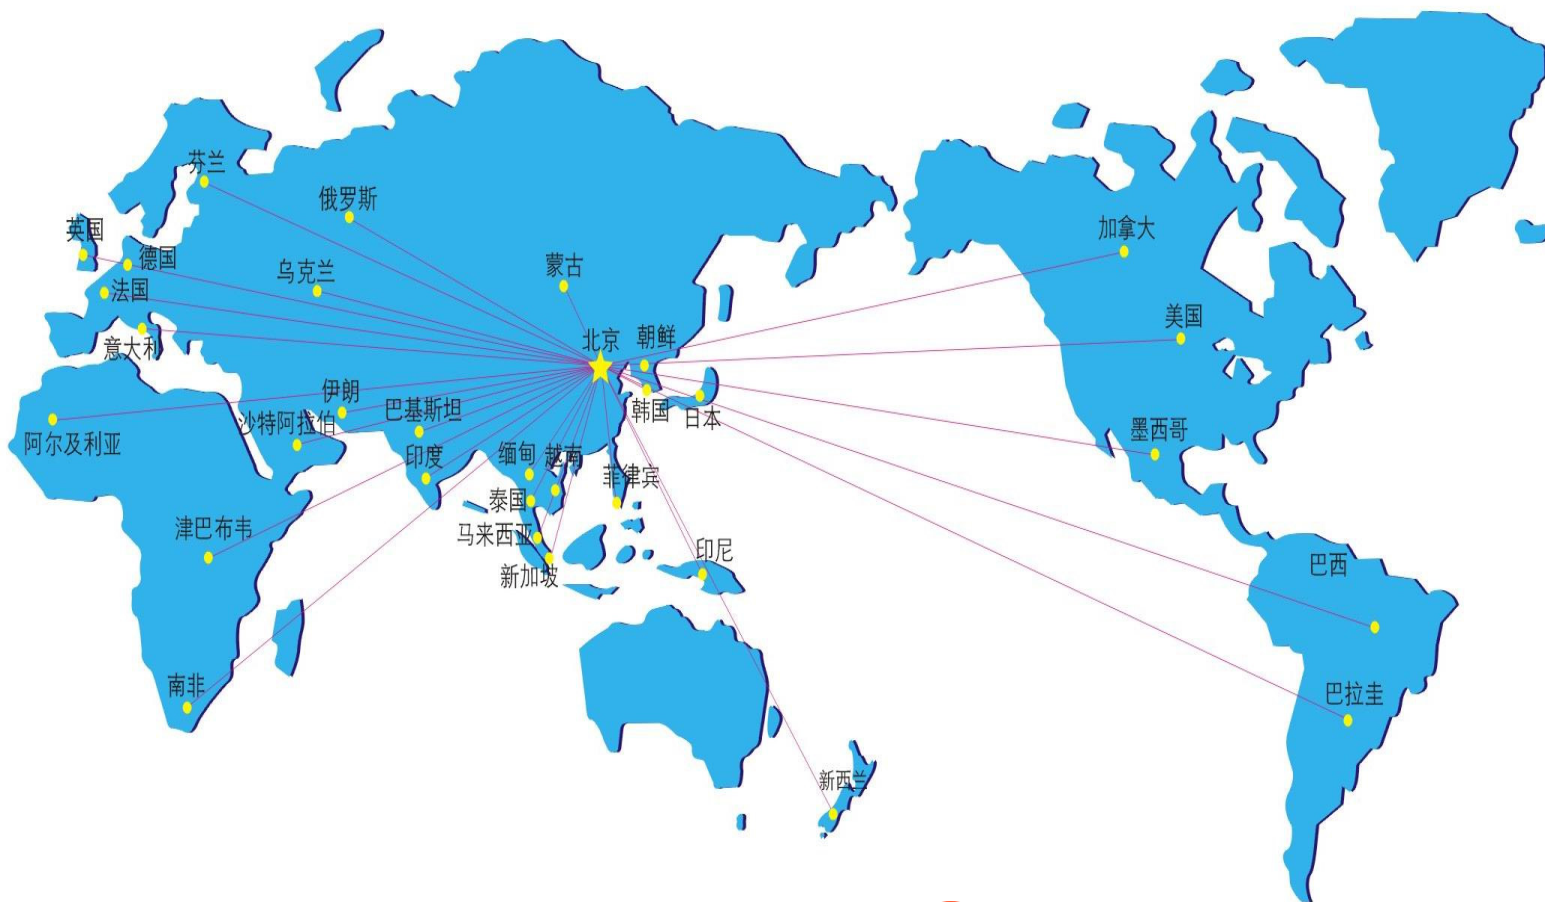 芬兰
俄罗斯
英国
加拿大
德国
蒙古
乌克兰
法国
美国
北京
朝鲜
意大利
伊朗
巴基斯坦
韩国
日本
沙特阿拉伯
墨西哥
阿尔及利亚
印度
缅甸
越南
菲律宾
泰国
津巴布韦
马来西亚
印尼
巴西
新加坡
南非
巴拉圭
新西兰